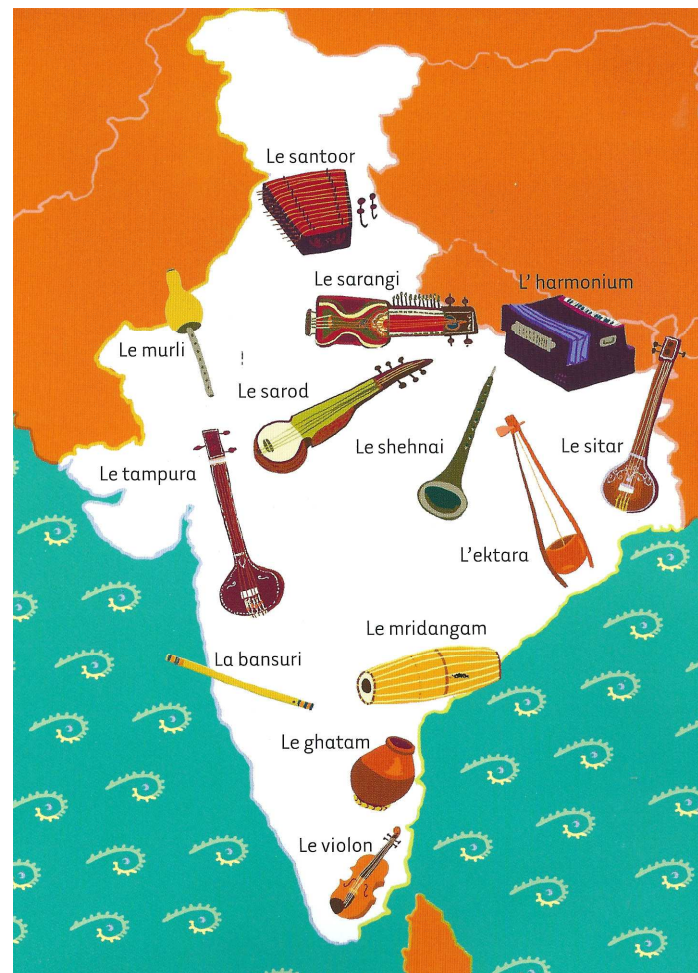 Le santoor
Le sarangi
L' harmonium
Le murli
Le sarod
Le shehnai
Le sitar
Le tampura
L'ektara
Le mridangam
La bansuri
Le ghatam
Le violon